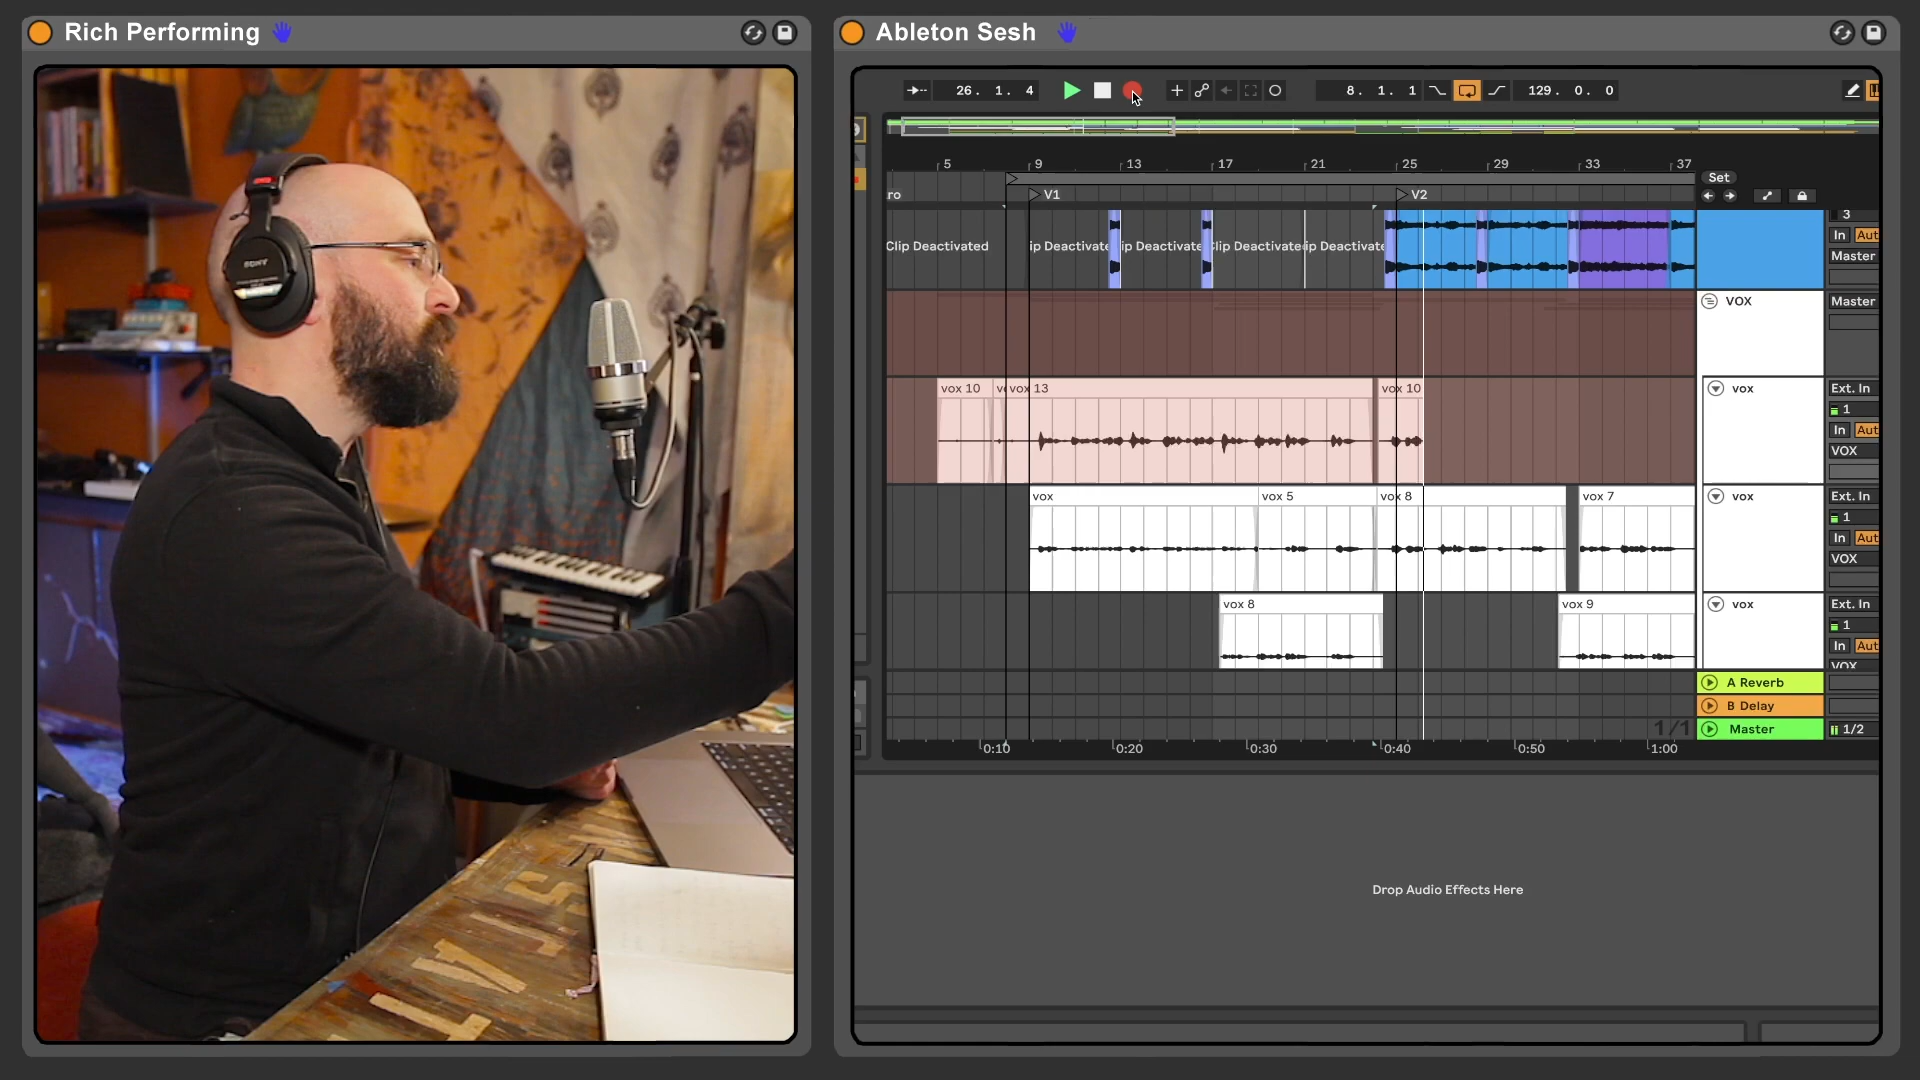 Rich Performing
Ableton Sesh
26. 1. 4
8. 1. 1
129. 0. 0
5 9 13 17 21 25 29 33 37
Set
ro V1 V2
Clip Deactivated
ip Deactivate
ip Deactivate
Clip Deactivate
ip Deactivate
3
In Aut
Master
VOX
Master
vox 10
vox 13
vox 10
vox
Ext. In
1
In Aut
VOX
vox
vox 5
vox 8
vox 7
vox
Ext. In
1
In Aut
VOX
vox 8
vox 9
vox
Ext. In
1
In Aut
VOX
A Reverb
B Delay
1/1
Master
1/2
0:10 0:20 0:30 0:40 0:50 1:00
Drop Audio Effects Here
SONY